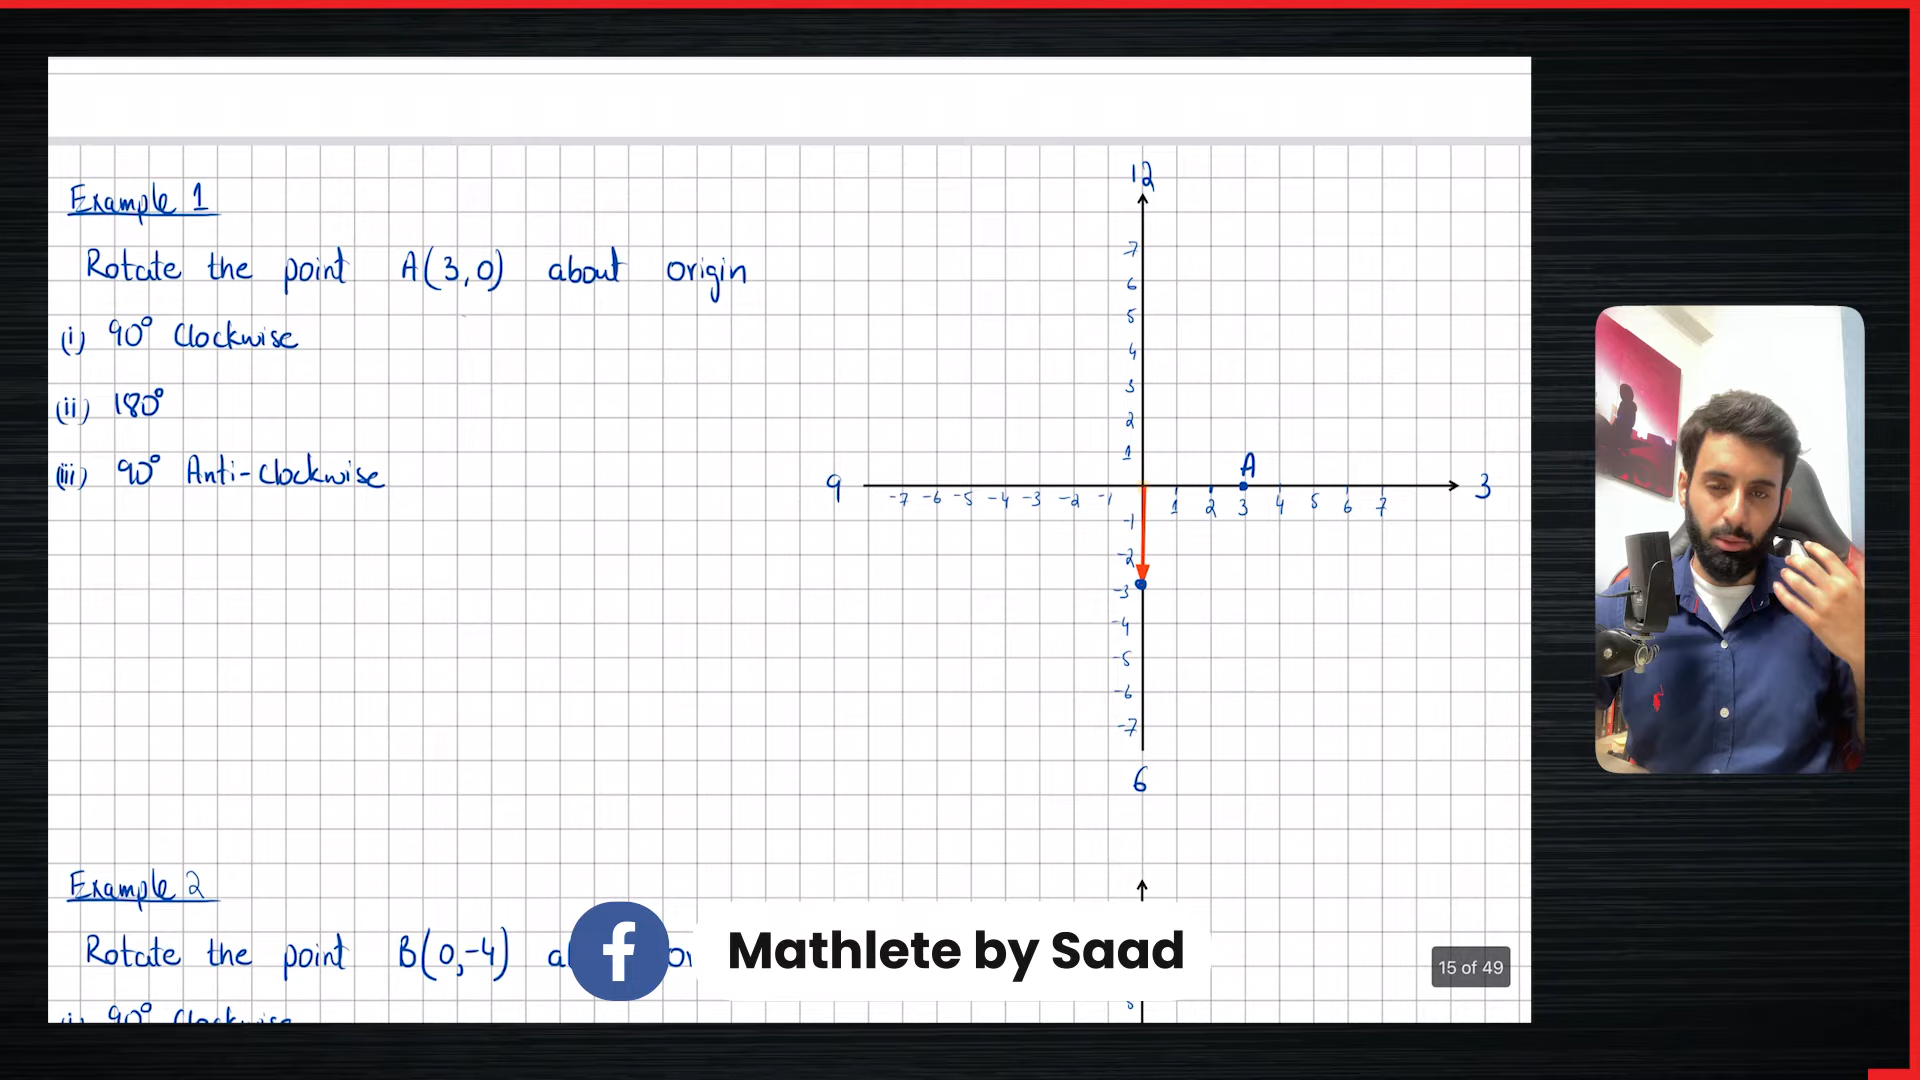 Example 1
Rotate the point A(3,0) about origin
(i) 90° Clockwise
(ii) 180°
(iii) 90° Anti-clockwise
12
7
6
5
4
3
2
1
A
9
3
-7 -6 -5 -4 -3 -2 -1 1 2 3 4 5 6 7
-1
-2
-3
-4
-5
-6
-7
6
Example 2
Rotate the point B(0,-4)
Mathlete by Saad
15 of 49
90° Clockwise